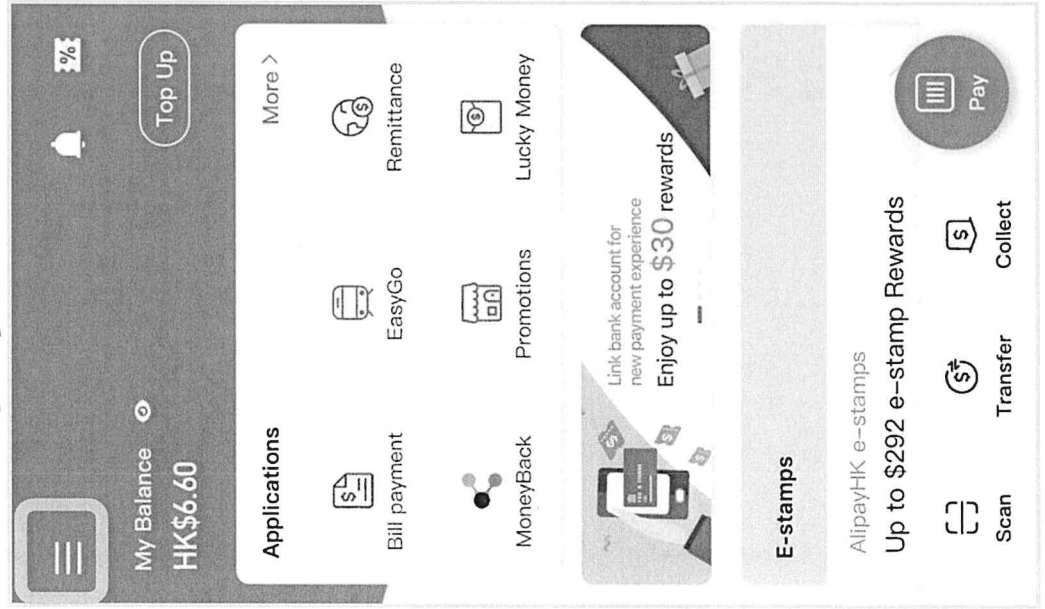 My Balance
HK$6.60
Top Up
Applications
More >
Bill payment
EasyGo
Remittance
MoneyBack
Promotions
Lucky Money
Link bank account for
new payment experience
Enjoy up to $30 rewards
E-stamps
AlipayHK e-stamps
Up to $292 e-stamp Rewards
Scan
Transfer
Collect
Pay